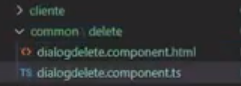 cliente
common \ delete
<> dialogdelete.component.html
TS dialogdelete.component.ts